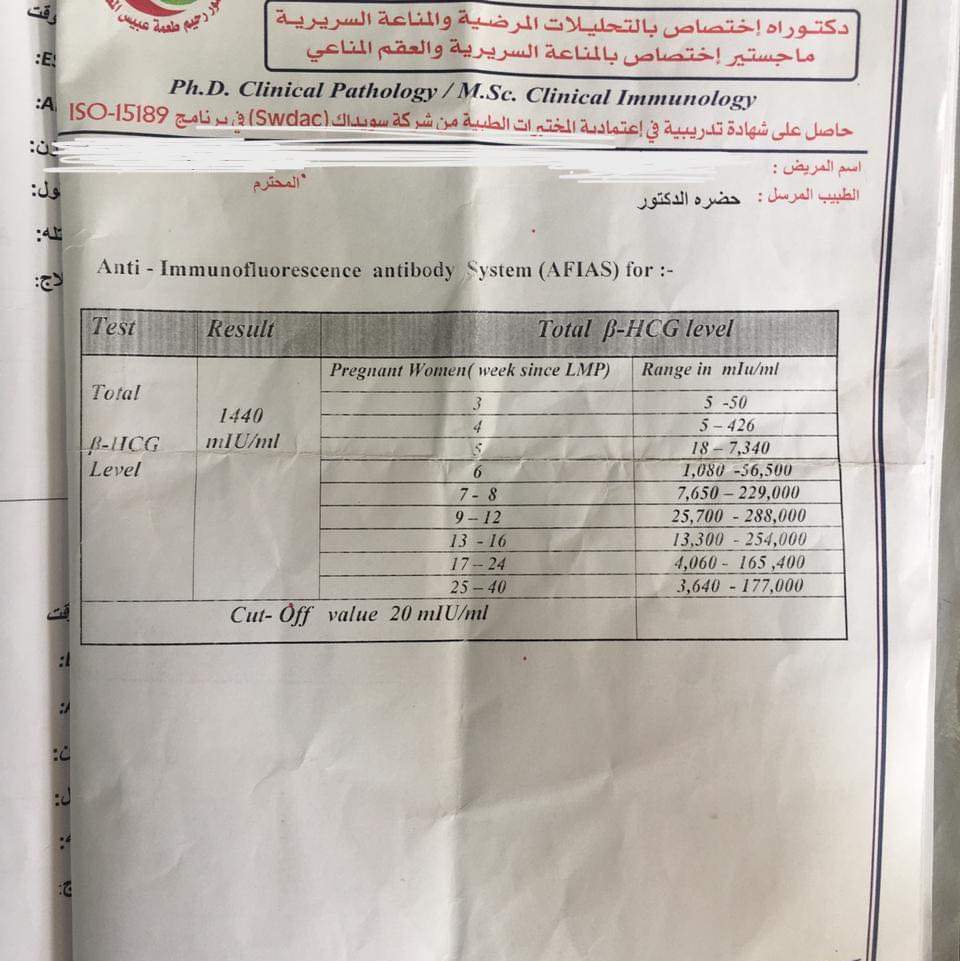 رحيم طعمة عبيس
دكتوراه إختصاص بالتحليلات المرضية والمناعة السريرية
ماجستير إختصاص بالمناعة السريرية والعقم المناعي
Ph.D. Clinical Pathology / M.Sc. Clinical Immunology
حاصل على شهادة تدريبية في إعتمادية المختبرات الطبية من شركة سويداك (Swdac) في برنامج ISO-15189
اسم المريض :
الطبيب المرسل : حضره الدكتور المحترم
Anti - Immunofluorescence antibody System (AFIAS) for :-
Test Result Total β-HCG level
Pregnant Women( week since LMP) Range in mIu/ml
Total β-HCG Level
1440 mIU/ml
3 5 -50
4 5 – 426
5 18 – 7,340
6 1,080 -56,500
7 - 8 7,650 – 229,000
9 – 12 25,700 - 288,000
13 - 16 13,300 - 254,000
17 – 24 4,060 - 165 ,400
25 – 40 3,640 - 177,000
Cut- Off value 20 mIU/ml